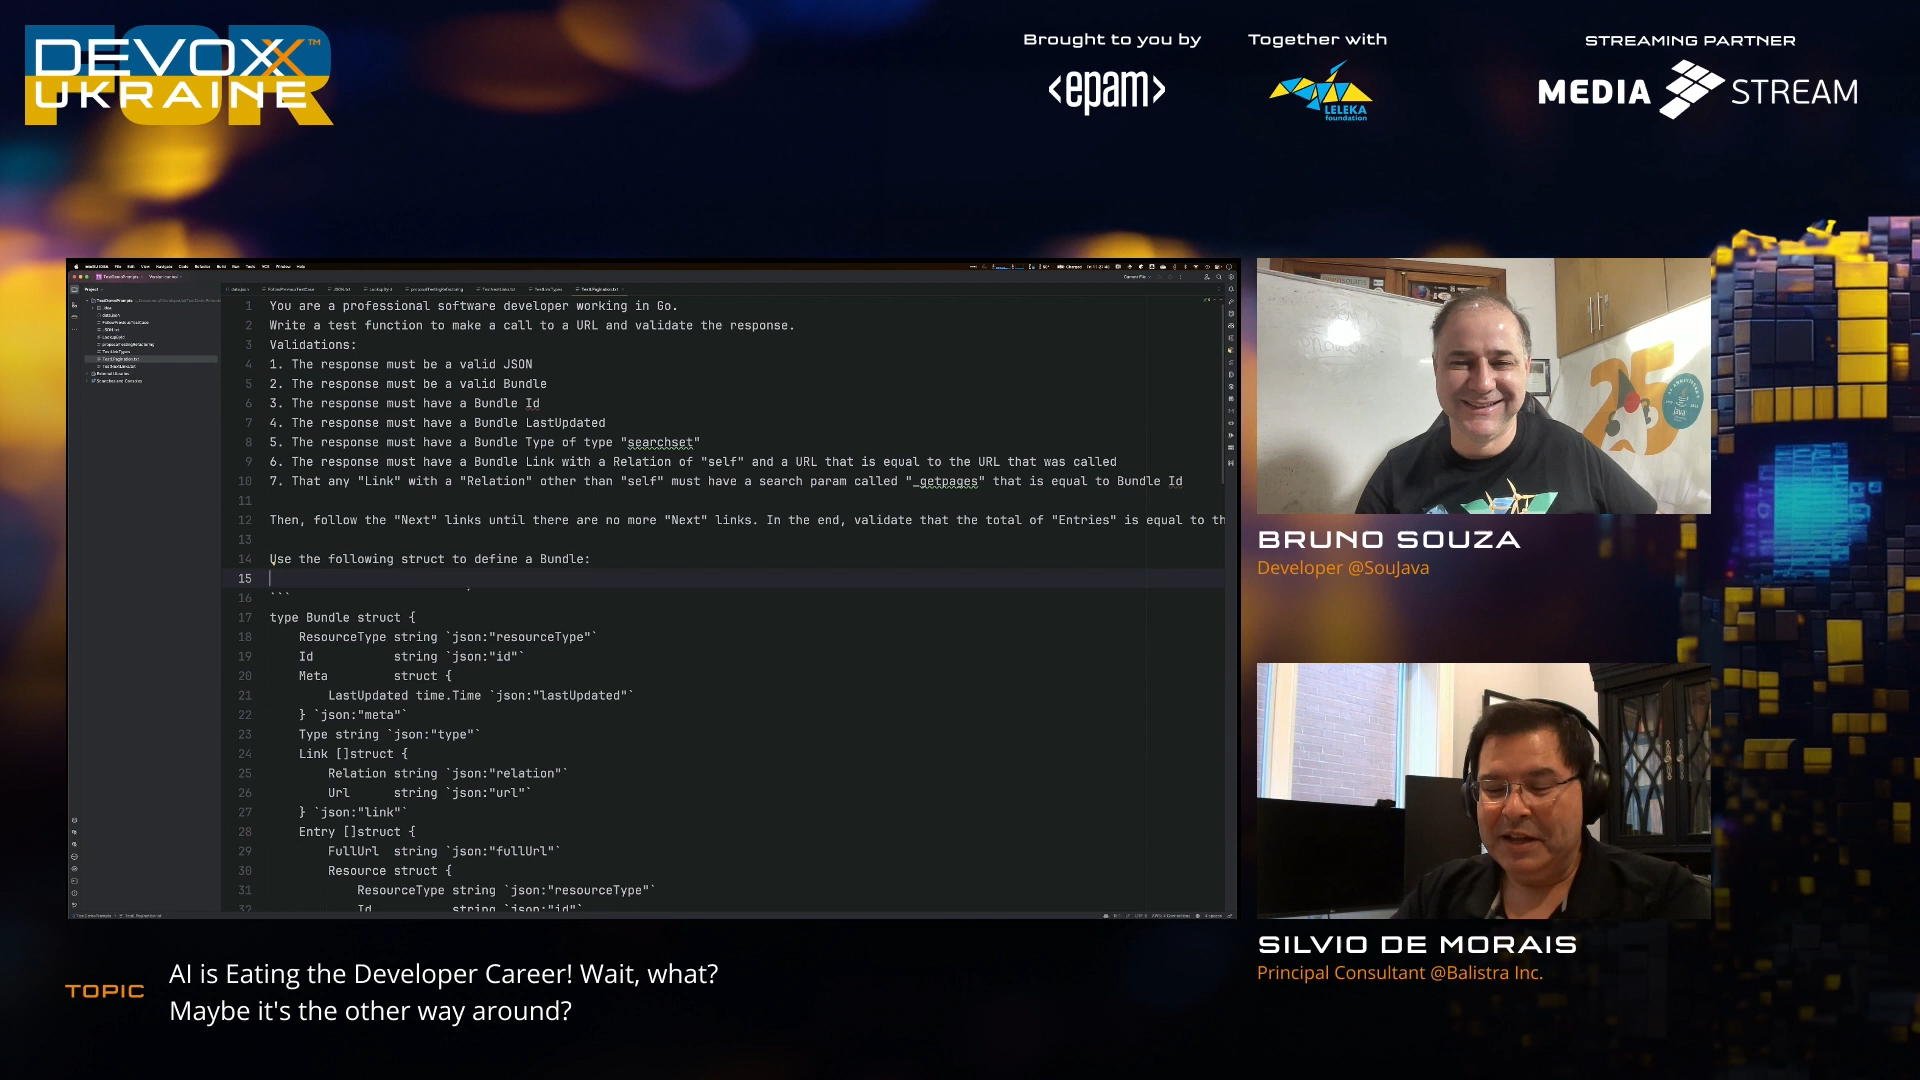 DEVOXX™
UKRAINE
FOR
Brought to you by
<epam>
Together with
LELEKA
foundation
STREAMING PARTNER
MEDIA STREAM
Project
1 You are a professional software developer working in Go.
2 Write a test function to make a call to a URL and validate the response.
3 Validations:
4 1. The response must be a valid JSON
5 2. The response must be a valid Bundle
6 3. The response must have a Bundle Id
7 4. The response must have a Bundle LastUpdated
8 5. The response must have a Bundle Type of type "searchset"
9 6. The response must have a Bundle Link with a Relation of "self" and a URL that is equal to the URL that was called
10 7. That any "Link" with a "Relation" other than "self" must have a search param called "_getpages" that is equal to Bundle Id
11
12 Then, follow the "Next" links until there are no more "Next" links. In the end, validate that the total of "Entries" is equal to th
13
14 Use the following struct to define a Bundle:
15
16 ```
17 type Bundle struct {
18 ResourceType string `json:"resourceType"`
19 Id string `json:"id"`
20 Meta struct {
21 LastUpdated time.Time `json:"lastUpdated"`
22 } `json:"meta"`
23 Type string `json:"type"`
24 Link []struct {
25 Relation string `json:"relation"`
26 Url string `json:"url"`
27 } `json:"link"`
28 Entry []struct {
29 FullUrl string `json:"fullUrl"`
30 Resource struct {
31 ResourceType string `json:"resourceType"`
32 Id string `json:"id"`
25
BRUNO SOUZA
Developer @SouJava
SILVIO DE MORAIS
Principal Consultant @Balistra Inc.
TOPIC
AI is Eating the Developer Career! Wait, what?
Maybe it's the other way around?